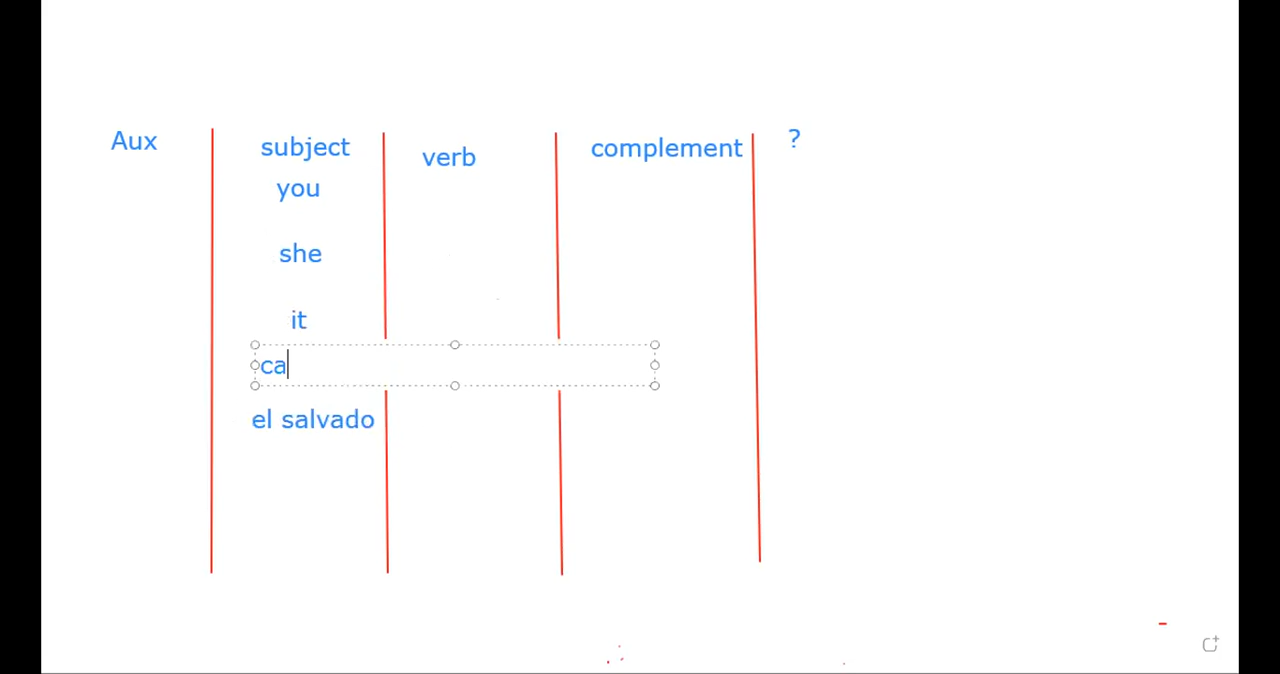 Aux subject verb complement ?
you
she
it
ca
el salvado